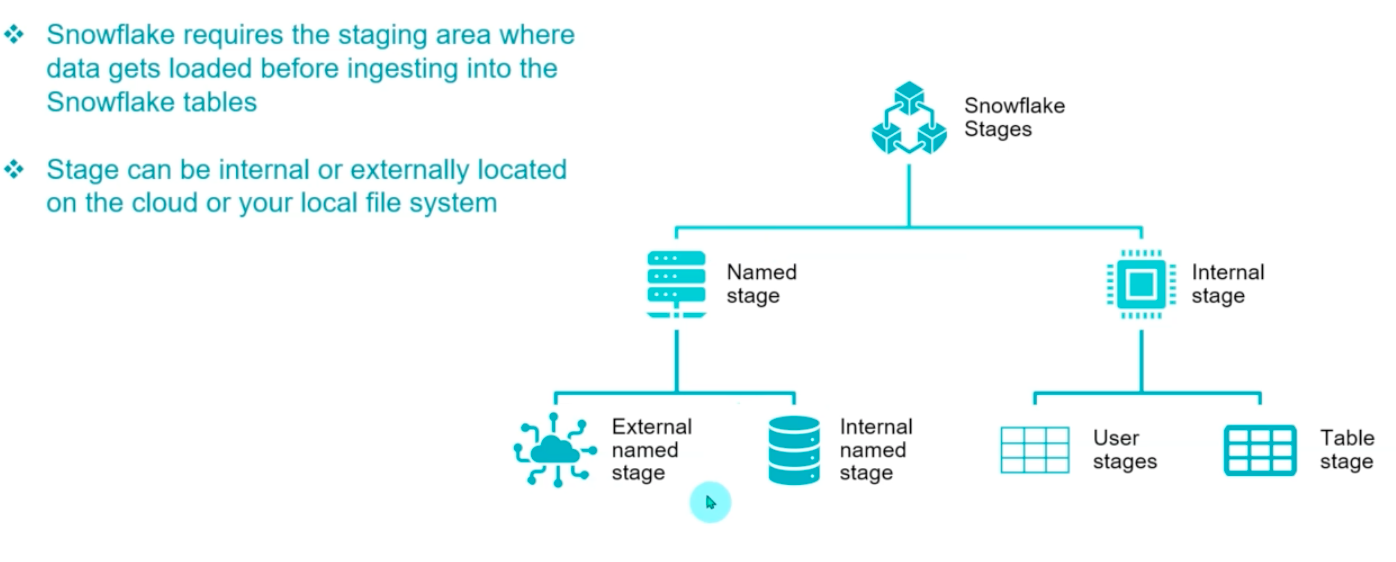 Snowflake requires the staging area where
data gets loaded before ingesting into the
Snowflake tables
Stage can be internal or externally located
on the cloud or your local file system
Snowflake
Stages
Named
stage
Internal
stage
External
named
stage
Internal
named
stage
User
stages
Table
stage